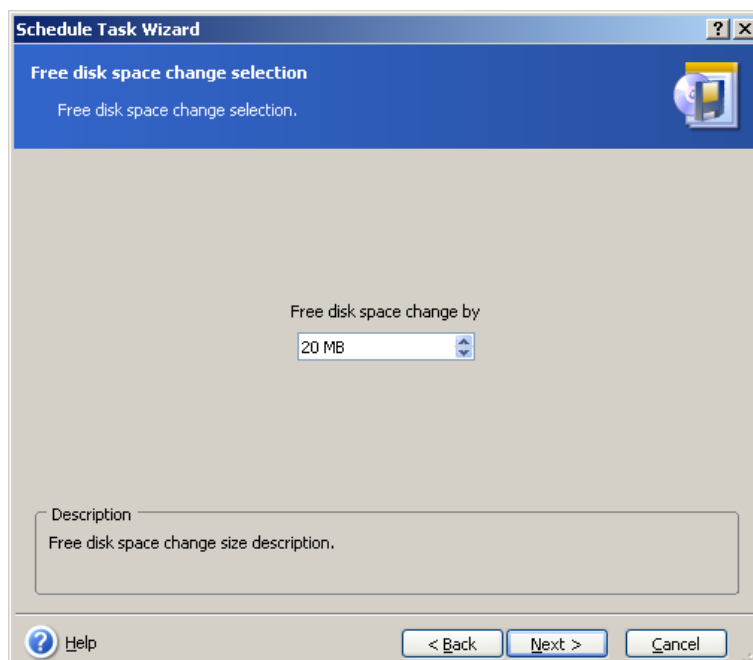 Schedule Task Wizard
Free disk space change selection
Free disk space change selection.
Free disk space change by
20 MB
Description
Free disk space change size description.
Help
< Back
Next >
Cancel